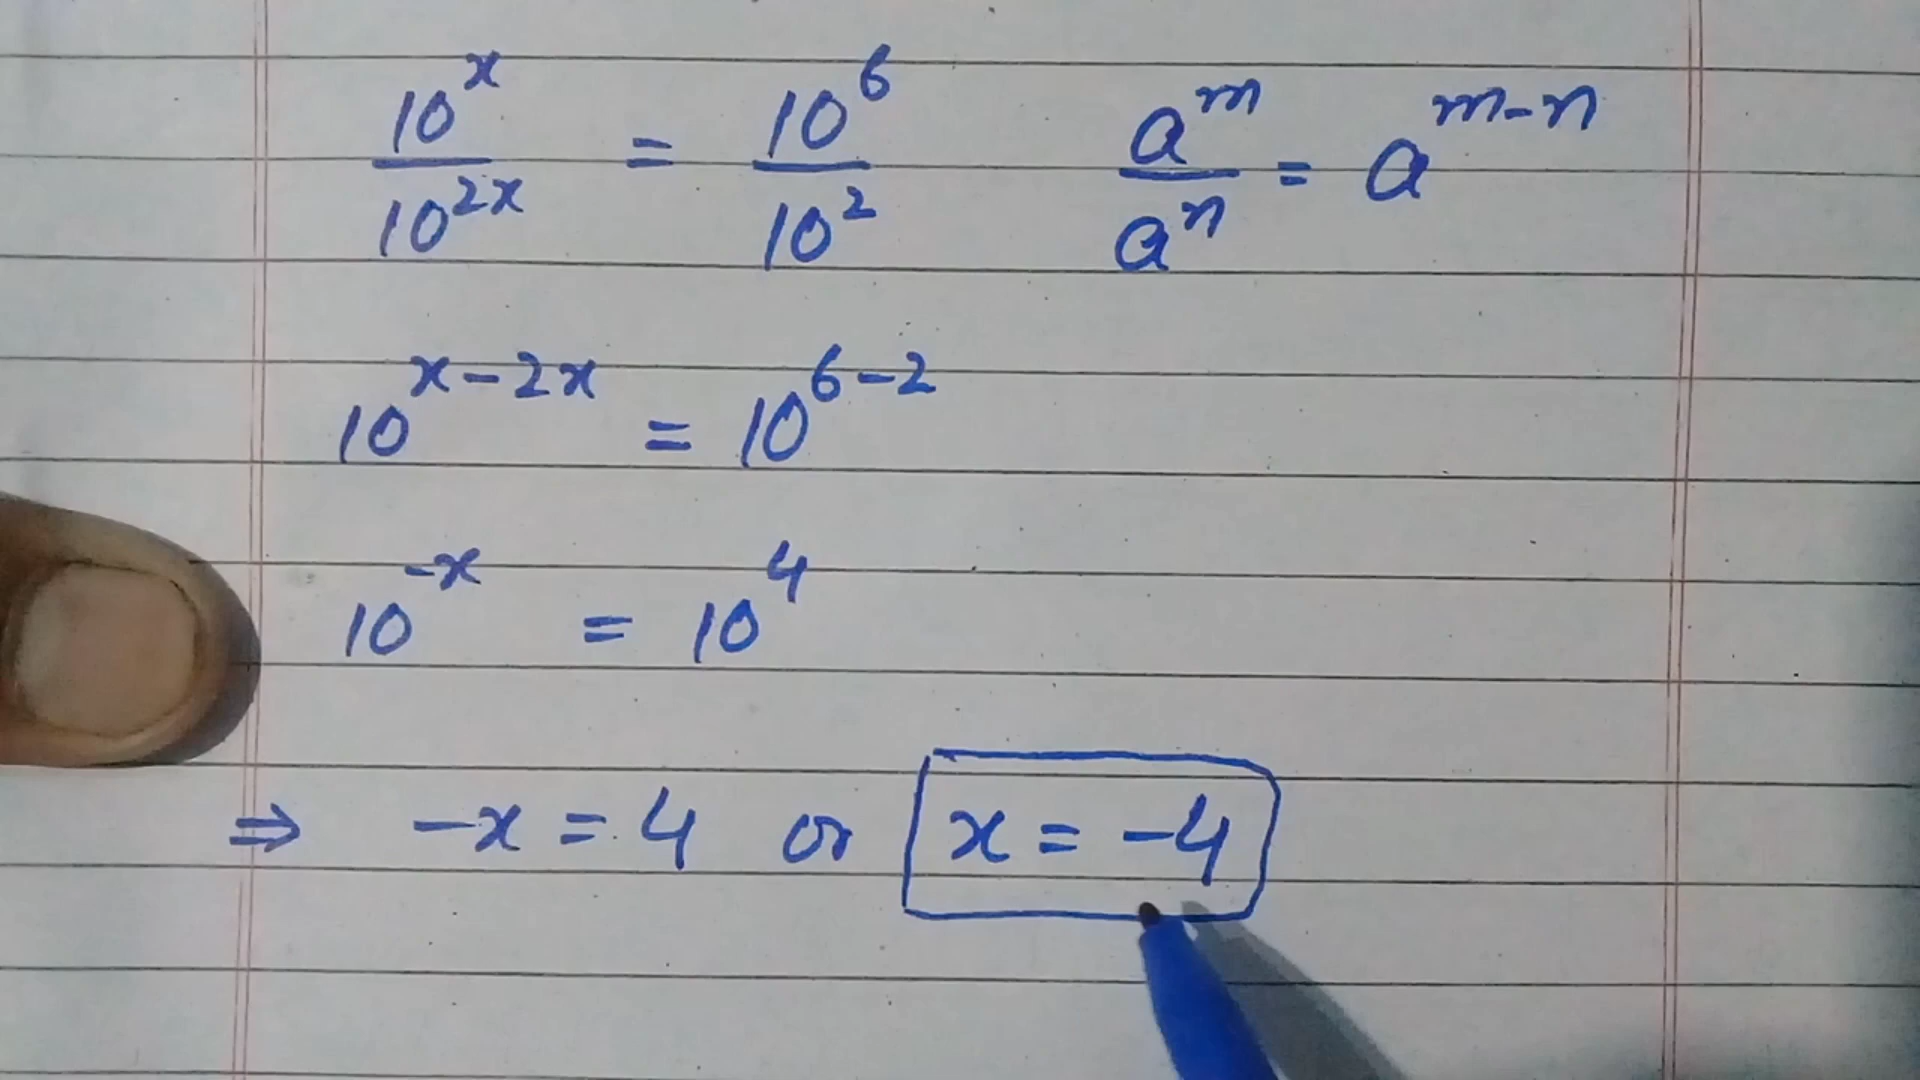 10^x / 10^2x = 10^6 / 10^2    a^m / a^n = a^m-n
10^x-2x = 10^6-2
10^-x = 10^4
⇒ -x = 4 or x = -4